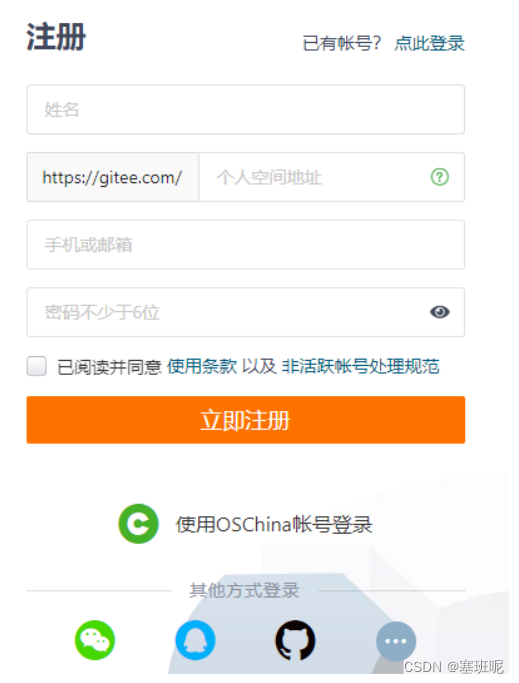 注册
已有帐号？ 点此登录
姓名
https://gitee.com/ 个人空间地址
手机或邮箱
密码不少于6位
已阅读并同意 使用条款 以及 非活跃帐号处理规范
立即注册
使用OSChina帐号登录
其他方式登录
CSDN @塞班呢